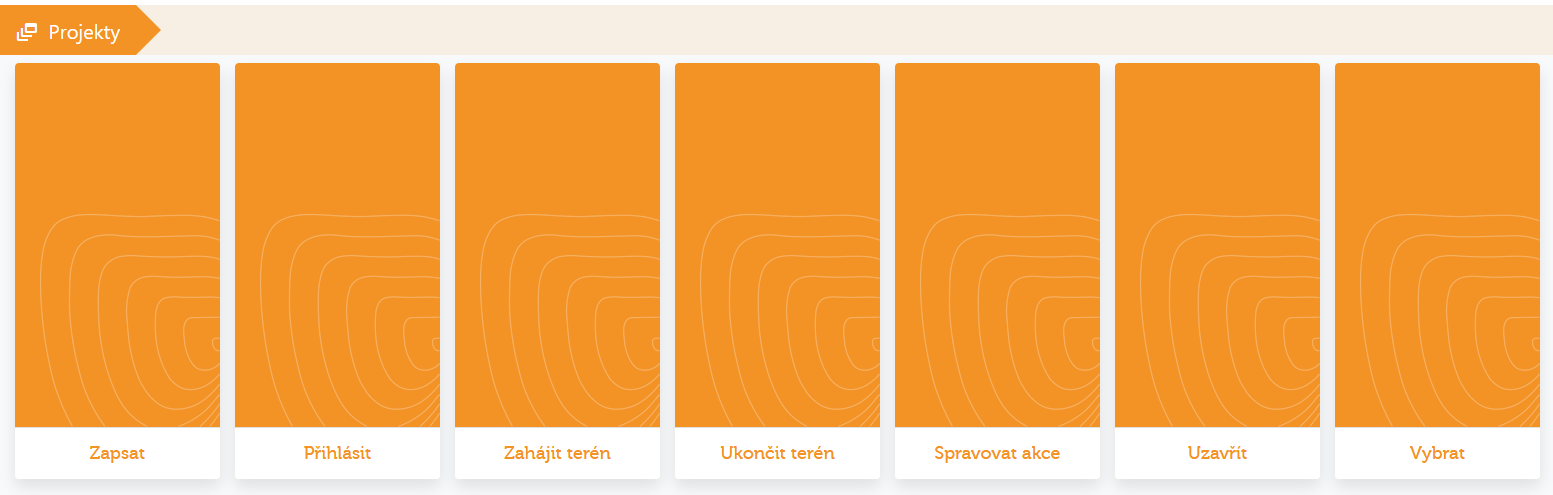 Projekty
Zapsat
Přihlásit
Zahájit terén
Ukončit terén
Spravovat akce
Uzavřít
Vybrat